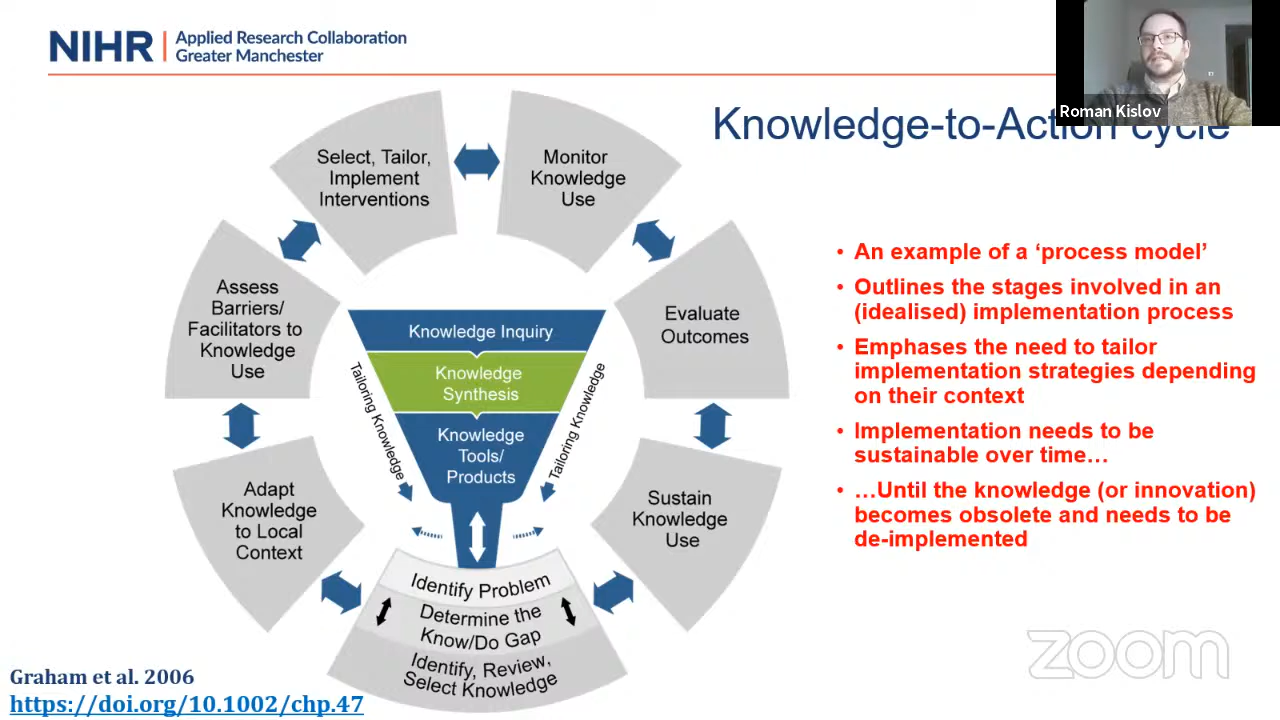 NIHR
Applied Research Collaboration
Greater Manchester
Roman Kislov
Knowledge-to-Action cycle
Select, Tailor,
Implement
Interventions
Monitor
Knowledge
Use
Assess
Barriers/
Facilitators to
Knowledge
Use
Evaluate
Outcomes
Knowledge Inquiry
Knowledge
Synthesis
Knowledge
Tools/
Products
Tailoring Knowledge
Tailoring Knowledge
Adapt
Knowledge
to Local
Context
Sustain
Knowledge
Use
Identify Problem
Determine the
Know/Do Gap
Identify, Review,
Select Knowledge
• An example of a ‘process model’
• Outlines the stages involved in an
(idealised) implementation process
• Emphases the need to tailor
implementation strategies depending
on their context
• Implementation needs to be
sustainable over time…
• …Until the knowledge (or innovation)
becomes obsolete and needs to be
de-implemented
Graham et al. 2006
https://doi.org/10.1002/chp.47
zoom